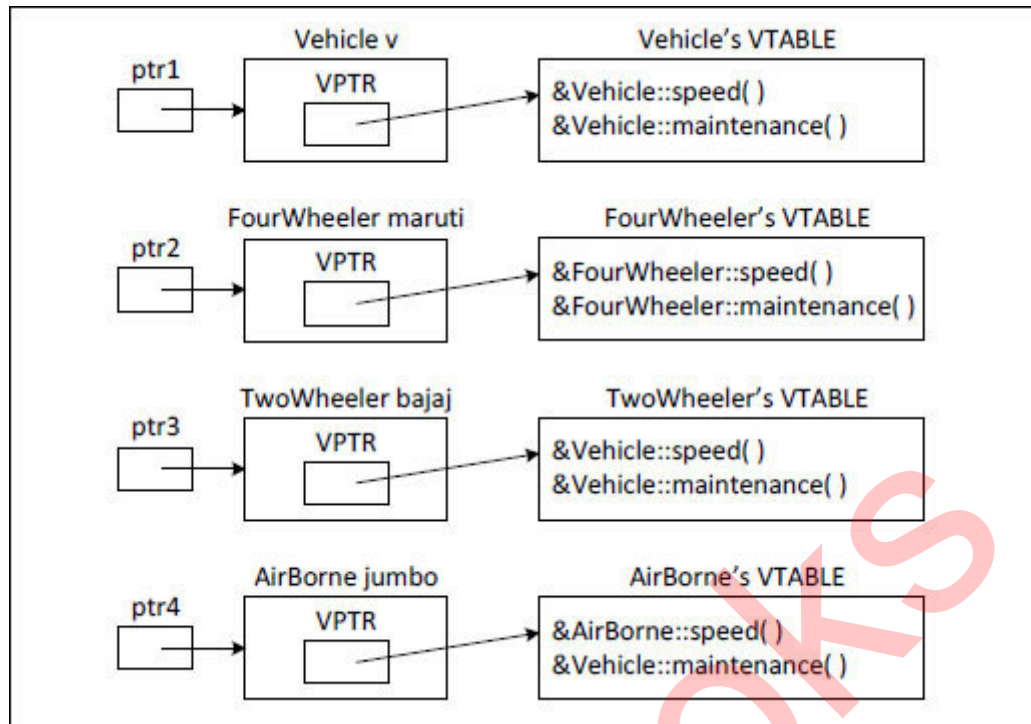 Vehicle v
Vehicle's VTABLE
ptr1
VPTR
&Vehicle::speed( )
&Vehicle::maintenance( )
FourWheeler maruti
FourWheeler's VTABLE
ptr2
VPTR
&FourWheeler::speed( )
&FourWheeler::maintenance( )
TwoWheeler bajaj
TwoWheeler's VTABLE
ptr3
VPTR
&Vehicle::speed( )
&Vehicle::maintenance( )
AirBorne jumbo
AirBorne's VTABLE
ptr4
VPTR
&AirBorne::speed( )
&Vehicle::maintenance( )
OKS